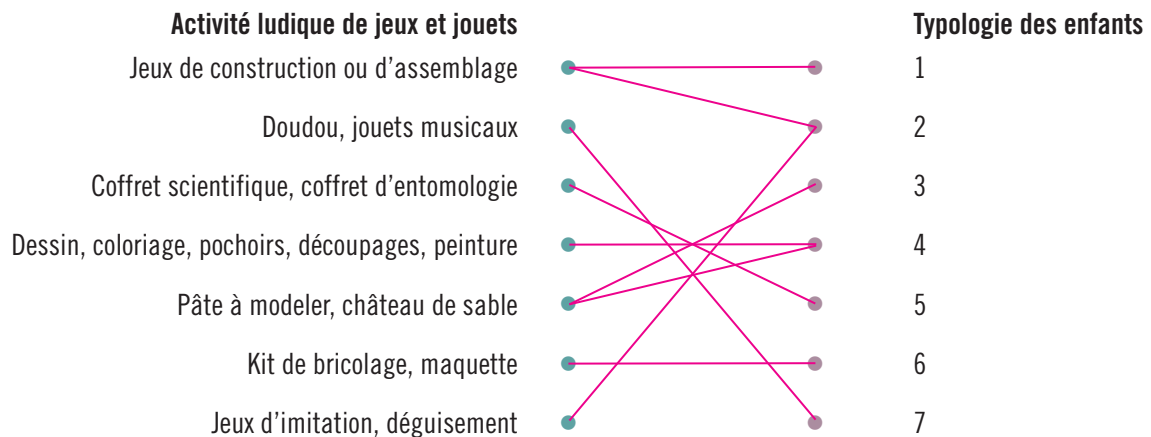 Activité ludique de jeux et jouets Typologie des enfants
Jeux de construction ou d’assemblage 1
Doudou, jouets musicaux 2
Coffret scientifique, coffret d’entomologie 3
Dessin, coloriage, pochoirs, découpages, peinture 4
Pâte à modeler, château de sable 5
Kit de bricolage, maquette 6
Jeux d’imitation, déguisement 7